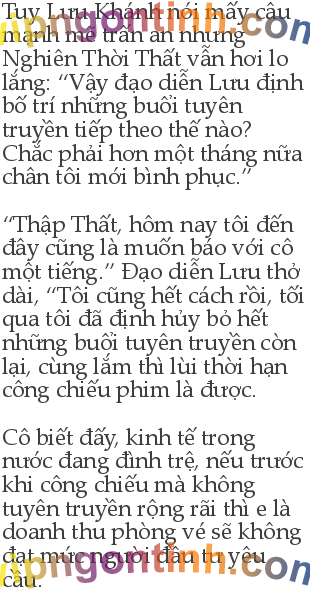 Tuy Lưu Khánh nói mấy câu
mạnh mẽ trấn an nhưng
Nghiên Thời Thất vẫn hơi lo
lắng: “Vậy đạo diễn Lưu định
bố trí những buổi tuyên
truyền tiếp theo thế nào?
Chắc phải hơn một tháng nữa
chân tôi mới bình phục.”
“Thập Thất, hôm nay tôi đến
đây cũng là muốn báo với cô
một tiếng.” Đạo diễn Lưu thở
dài, “Tôi cũng hết cách rồi, tối
qua tôi đã định hủy bỏ hết
những buổi tuyên truyền còn
lại, cùng lắm thì lùi thời hạn
công chiếu phim là được.
Cô biết đấy, kinh tế trong
nước đang đình trệ, nếu trước
khi công chiếu mà không
tuyên truyền rộng rãi thì e là
doanh thu phòng vé sẽ không
đạt mức người đầu tư yêu
cầu.
vipngontinh.com
vipngontinh.com